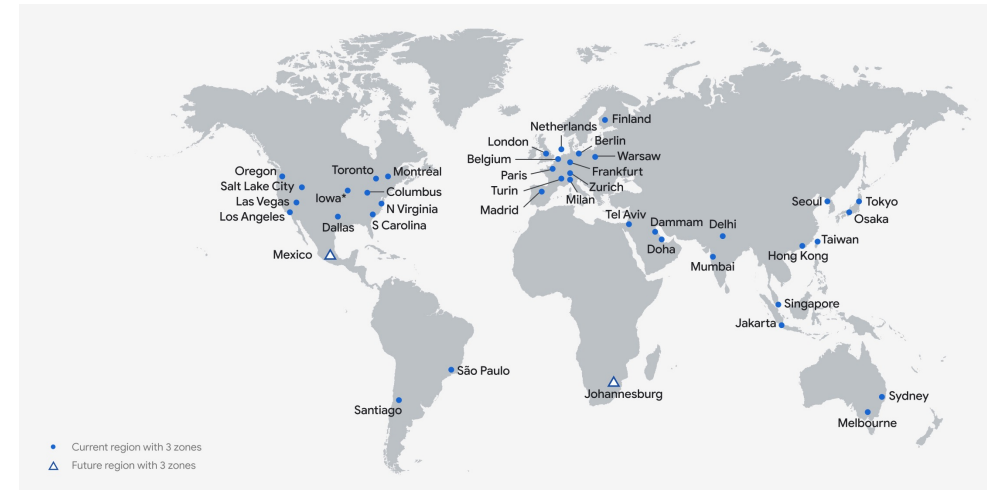 Finland
Netherlands
London
Berlin
Belgium
Warsaw
Paris
Frankfurt
Turin
Zurich
Madrid
Milan
Oregon
Toronto
Montréal
Salt Lake City
Iowa*
Columbus
Las Vegas
N Virginia
Los Angeles
Dallas
S Carolina
Mexico
Tel Aviv
Dammam
Delhi
Doha
Mumbai
Seoul
Tokyo
Osaka
Taiwan
Hong Kong
Singapore
Jakarta
São Paulo
Santiago
Johannesburg
Sydney
Melbourne
Current region with 3 zones
Future region with 3 zones